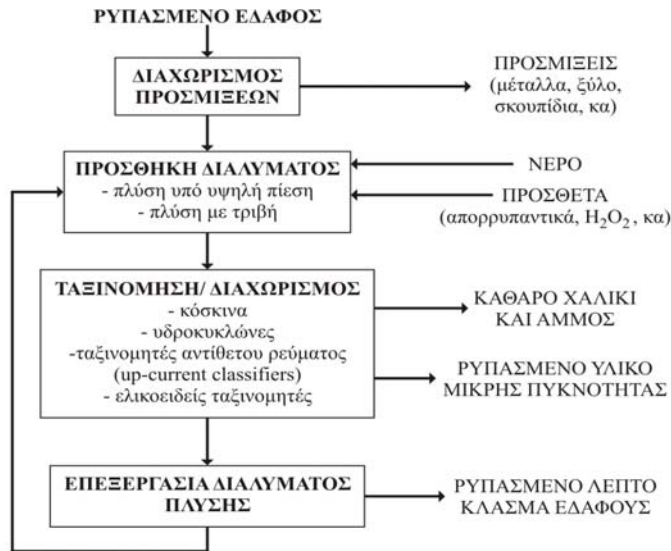 ΡΥΠΑΣΜΕΝΟ ΕΔΑΦΟΣ
ΔΙΑΧΩΡΙΣΜΟΣ
ΠΡΟΣΜΙΞΕΩΝ
ΠΡΟΣΜΙΞΕΙΣ
(μέταλλα, ξύλο,
σκουπίδια, κα)
ΠΡΟΣΘΗΚΗ ΔΙΑΛΥΜΑΤΟΣ
- πλύση υπό υψηλή πίεση
- πλύση με τριβή
ΝΕΡΟ
ΠΡΟΣΘΕΤΑ
(απορρυπαντικά, H₂O₂ , κα)
ΤΑΞΙΝΟΜΗΣΗ/ ΔΙΑΧΩΡΙΣΜΟΣ
- κόσκινα
- υδροκυκλώνες
-ταξινομητές αντίθετου ρεύματος
(up-current classifiers)
- ελικοειδείς ταξινομητές
ΚΑΘΑΡΟ ΧΑΛΙΚΙ
ΚΑΙ ΑΜΜΟΣ
ΡΥΠΑΣΜΕΝΟ ΥΛΙΚΟ
ΜΙΚΡΗΣ ΠΥΚΝΟΤΗΤΑΣ
ΕΠΕΞΕΡΓΑΣΙΑ ΔΙΑΛΥΜΑΤΟΣ
ΠΛΥΣΗΣ
ΡΥΠΑΣΜΕΝΟ ΛΕΠΤΟ
ΚΛΑΣΜΑ ΕΔΑΦΟΥΣ